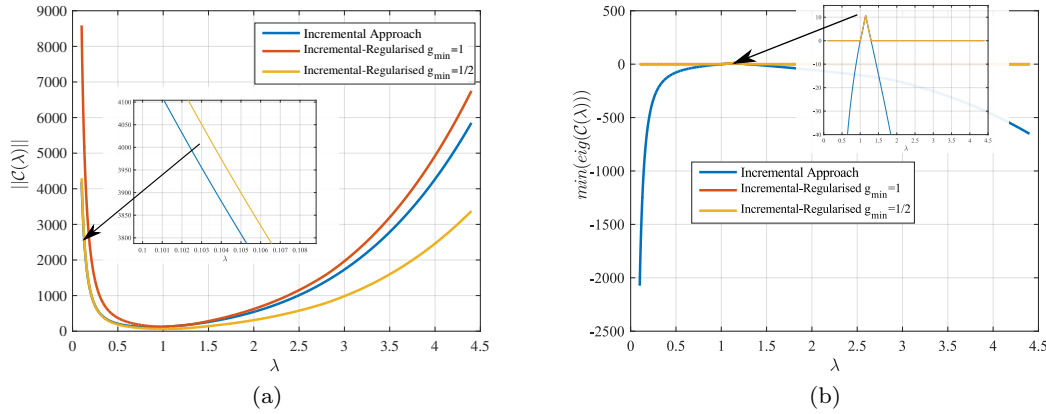 9000
8000
7000
6000
5000
4000
3000
2000
1000
0
||C(λ)||
Incremental Approach
Incremental-Regularised g_min=1
Incremental-Regularised g_min=1/2
4100
4050
4000
3950
3900
3850
3800
0.1 0.101 0.102 0.103 0.104 0.105 0.106 0.107 0.108
λ
0 0.5 1 1.5 2 2.5 3 3.5 4 4.5
λ
(a)
500
0
-500
-1000
-1500
-2000
-2500
min(eig(C(λ)))
10
0
-10
-20
-30
-40
0 0.5 1 1.5 2 2.5 3 3.5 4 4.5
λ
Incremental Approach
Incremental-Regularised g_min=1
Incremental-Regularised g_min=1/2
0 0.5 1 1.5 2 2.5 3 3.5 4 4.5
λ
(b)